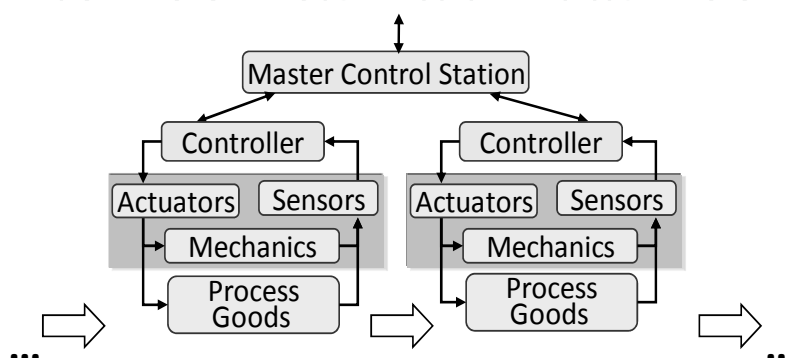 Master Control Station
Controller
Controller
Actuators
Sensors
Actuators
Sensors
Mechanics
Mechanics
Process
Goods
Process
Goods
...
...